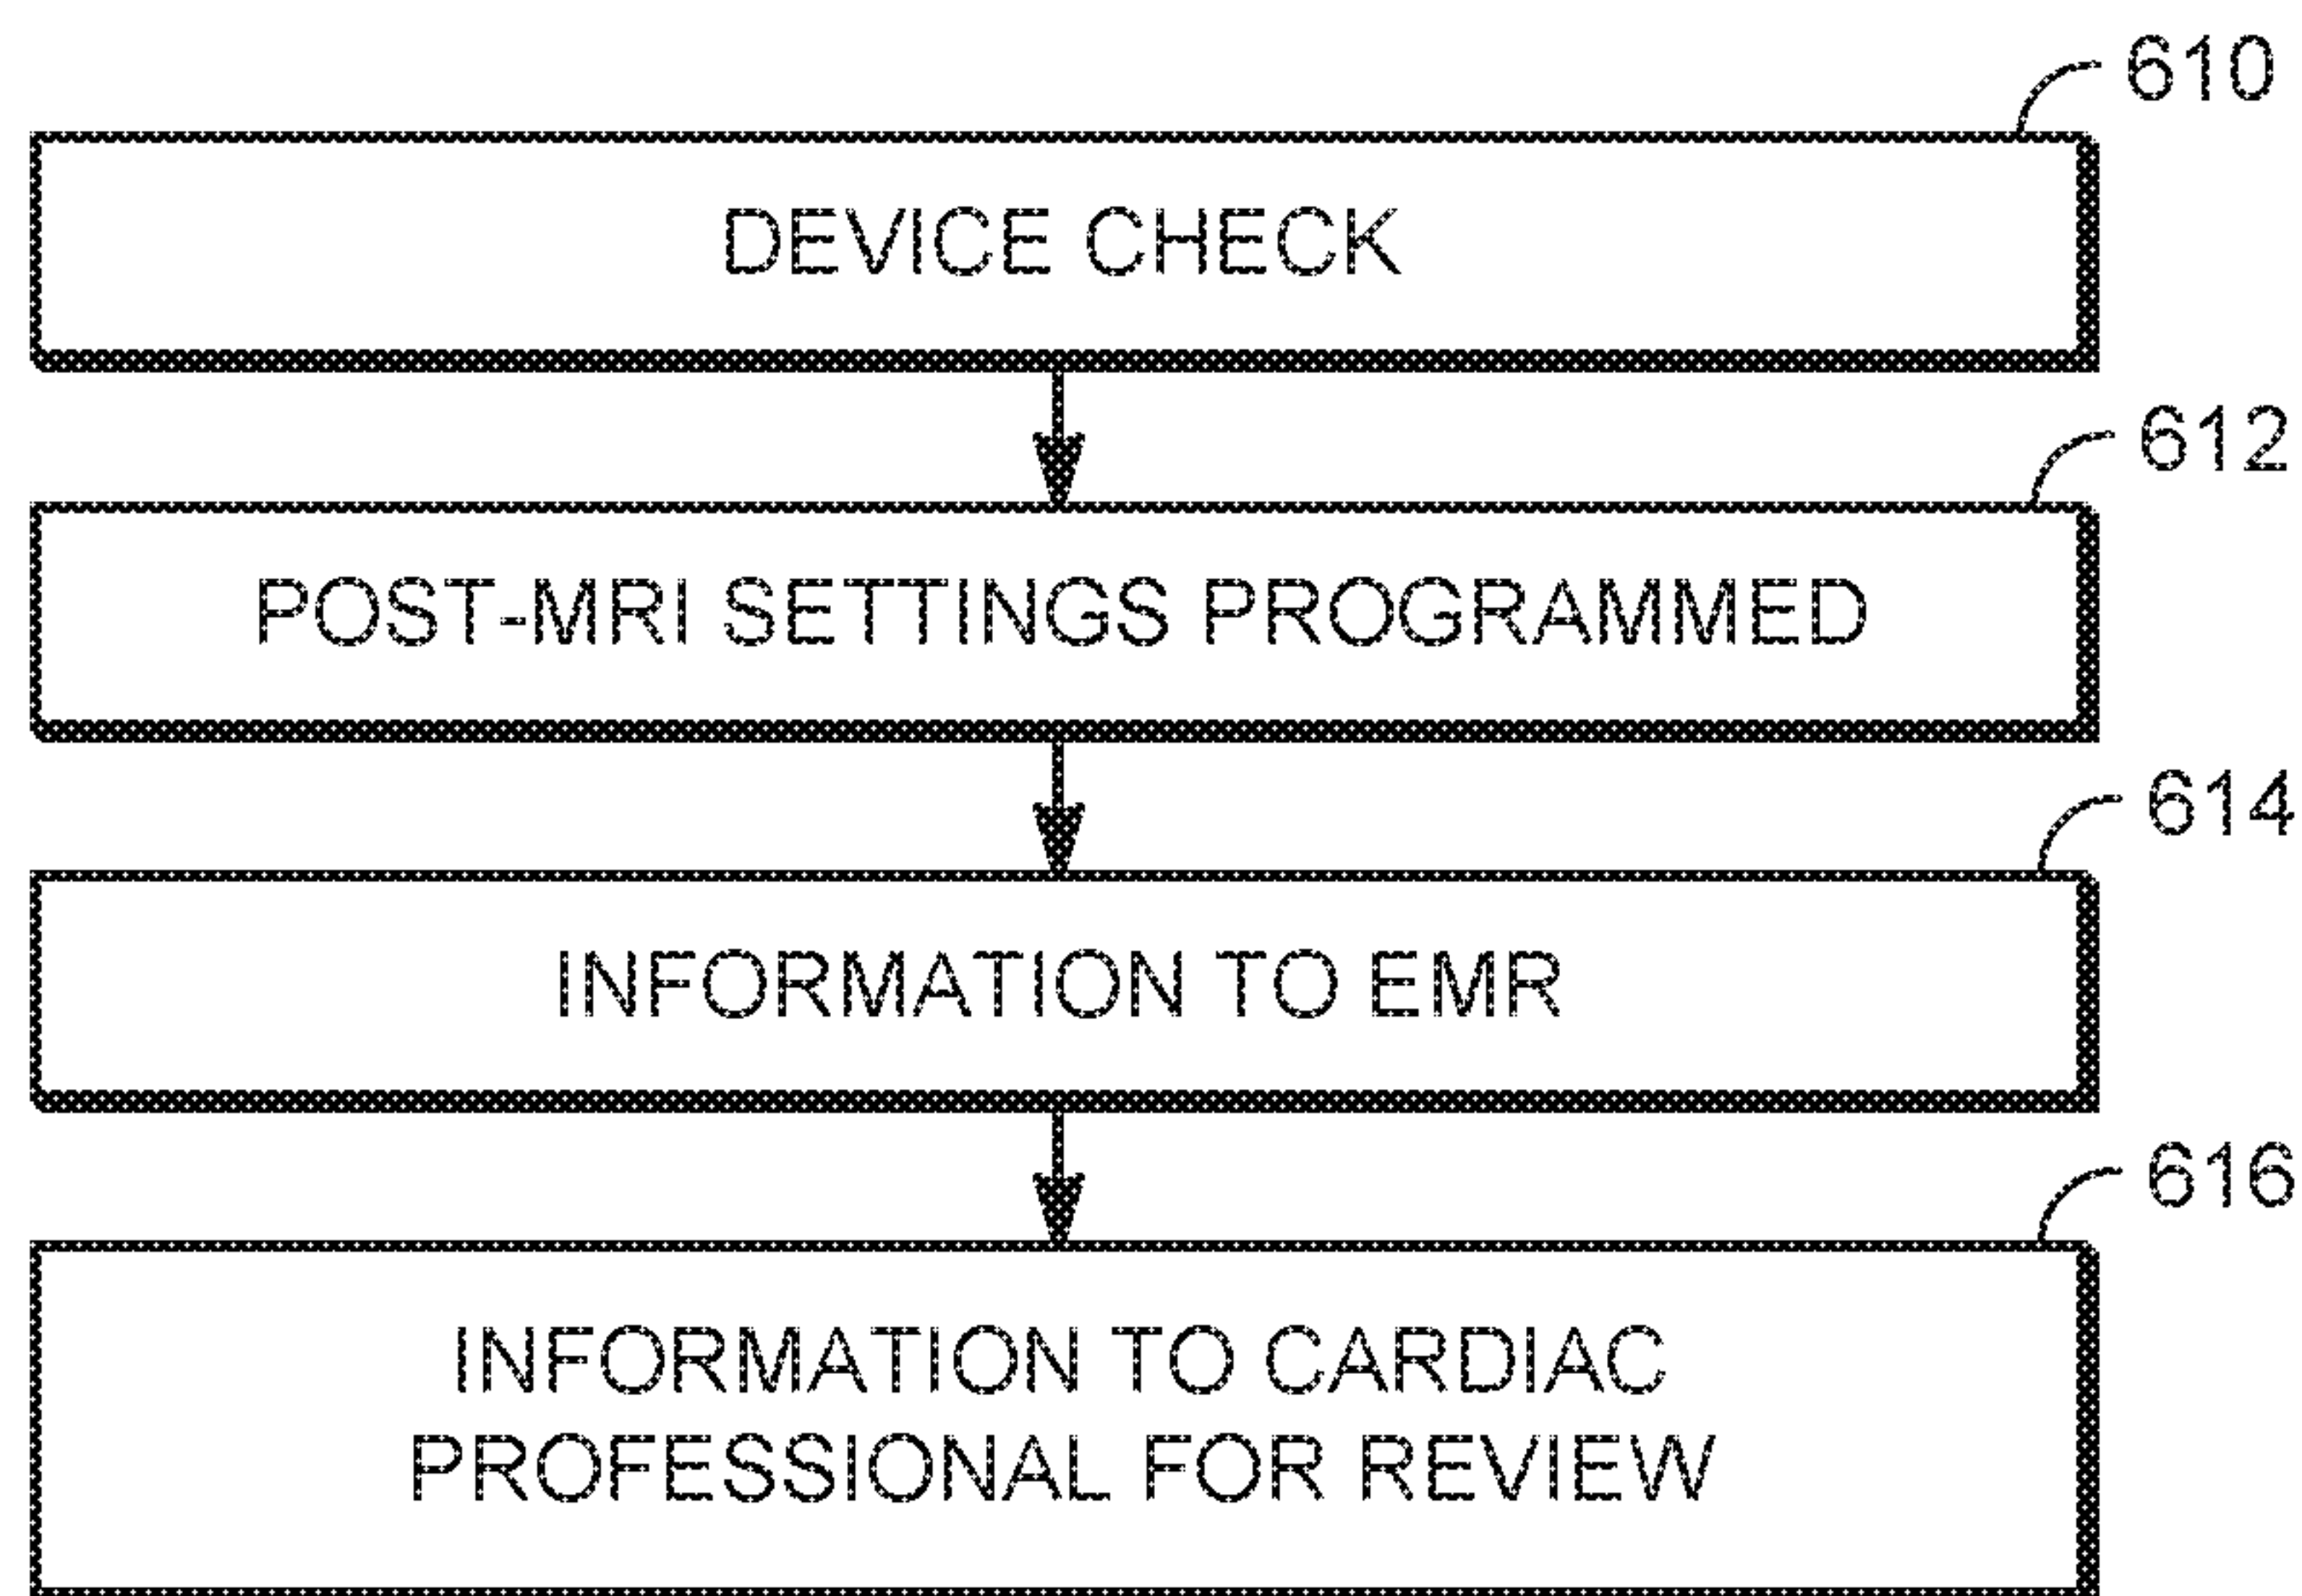 610
DEVICE CHECK
612
POST-MRI SETTINGS PROGRAMMED
614
INFORMATION TO EMR
616
INFORMATION TO CARDIAC
PROFESSIONAL FOR REVIEW